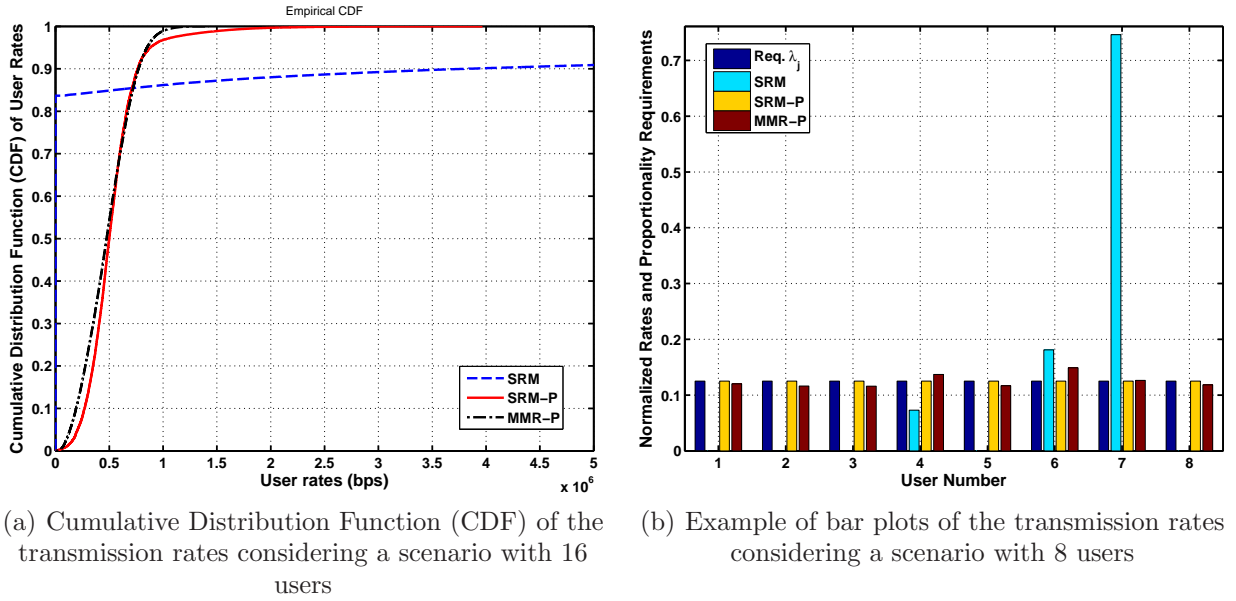 Empirical CDF
Cumulative Distribution Function (CDF) of User Rates
1
0.9
0.8
0.7
0.6
0.5
0.4
0.3
0.2
0.1
0
0 0.5 1 1.5 2 2.5 3 3.5 4 4.5 5
x 10^6
User rates (bps)
SRM
SRM-P
MMR-P
(a) Cumulative Distribution Function (CDF) of the
transmission rates considering a scenario with 16
users
Normalized Rates and Proportionality Requirements
0.7
0.6
0.5
0.4
0.3
0.2
0.1
0
1 2 3 4 5 6 7 8
User Number
Req. λ_j
SRM
SRM-P
MMR-P
(b) Example of bar plots of the transmission rates
considering a scenario with 8 users